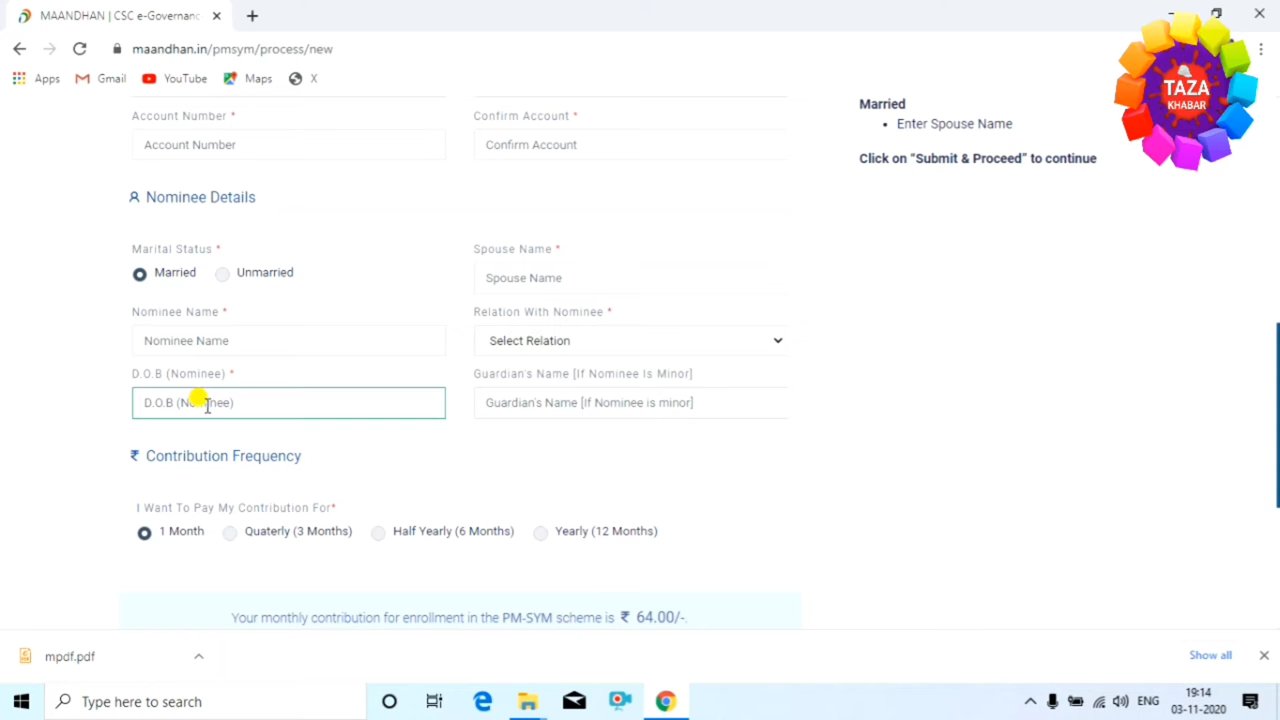 MAANDHAN | CSC e-Governanc
maandhan.in/pmsym/process/new
Apps Gmail YouTube Maps X
TAZA
KHABAR
Married
• Enter Spouse Name
Click on “Submit & Proceed” to continue
Account Number * Confirm Account *
Account Number Confirm Account
Nominee Details
Marital Status * Spouse Name *
Married Unmarried Spouse Name
Nominee Name * Relation With Nominee *
Nominee Name Select Relation
D.O.B (Nominee) * Guardian's Name [If Nominee Is Minor]
D.O.B (Nominee) Guardian's Name [If Nominee is minor]
₹ Contribution Frequency
I Want To Pay My Contribution For*
1 Month Quaterly (3 Months) Half Yearly (6 Months) Yearly (12 Months)
Your monthly contribution for enrollment in the PM-SYM scheme is ₹ 64.00/-.
mpdf.pdf Show all
Type here to search ENG 19:14
03-11-2020